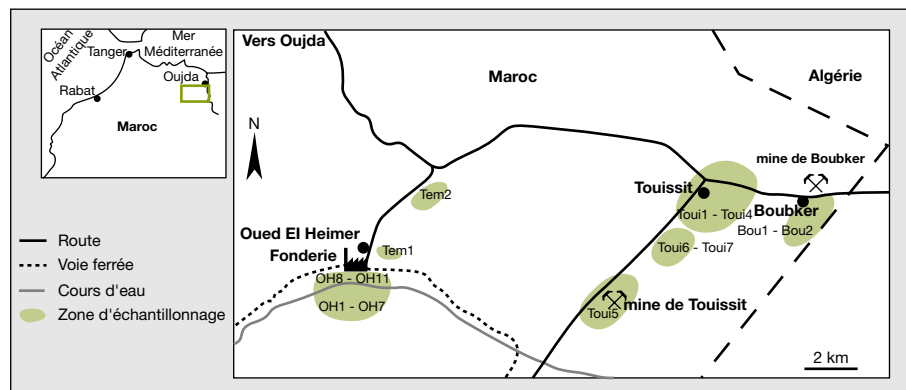 Océan
Atlantique
Mer
Méditerranée
Tanger
Oujda
Rabat
Maroc
Route
Voie ferrée
Cours d'eau
Zone d'échantillonnage
Vers Oujda
Maroc
Algérie
N
mine de Boubker
Tem2
Touissit
Toui1 - Toui4
Boubker
Bou1 - Bou2
Oued El Heimer
Tem1
Toui6 - Toui7
Fonderie
OH8 - OH11
OH1 - OH7
mine de Touissit
Toui5
2 km